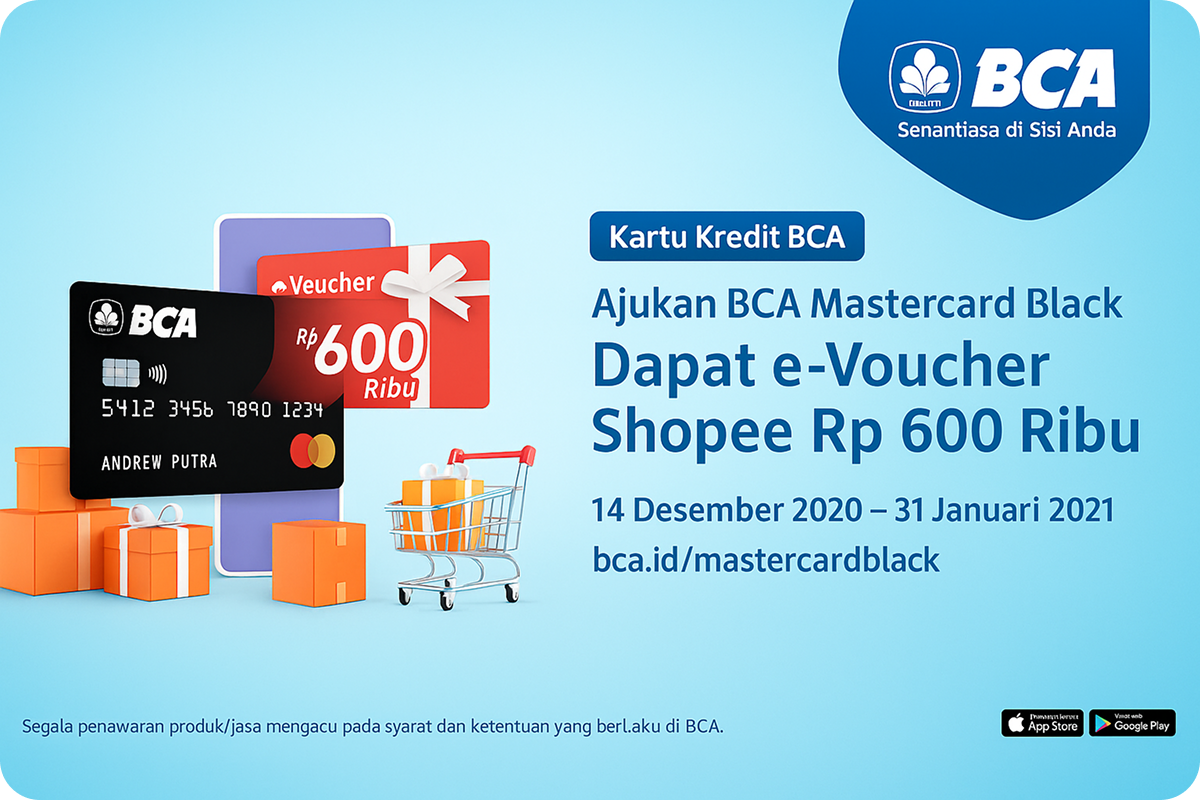 BCA
Senantiasa di Sisi Anda
Kartu Kredit BCA
Ajukan BCA Mastercard Black
Dapat e-Voucher
Shopee Rp 600 Ribu
14 Desember 2020 – 31 Januari 2021
bca.id/mastercardblack
Veucher
Rp 600
Ribu
BCA
5412 3456 7890 1234
ANDREW PUTRA
Segala penawaran produk/jasa mengacu pada syarat dan ketentuan yang berl.aku di BCA.
App Store
Google Play